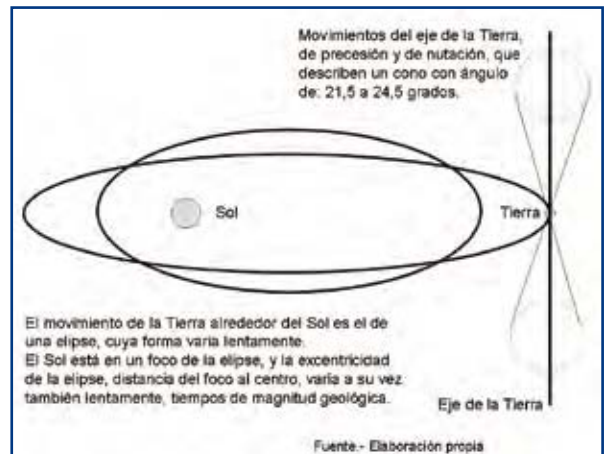 Movimientos del eje de la Tierra,
de precesión y de nutación, que
describen un cono con ángulo
de: 21,5 a 24,5 grados.
Sol
Tierra
El movimiento de la Tierra alrededor del Sol es el de
una elipse, cuya forma varia lentamente.
El Sol está en un foco de la elipse, y la excentricidad
de la elipse, distancia del foco al centro, varía a su vez
también lentamente, tiempos de magnitud geológica.
Eje de la Tierra
Fuente.- Elaboración propia